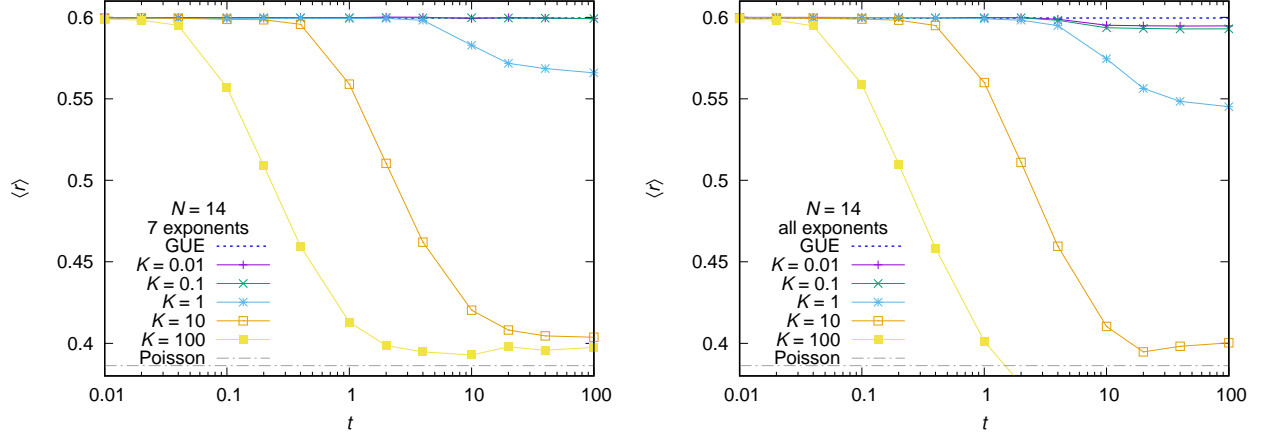 0.6
0.55
0.5
0.45
0.4
⟨r⟩
N = 14
7 exponents
GUE
K = 0.01
K = 0.1
K = 1
K = 10
K = 100
Poisson
0.01 0.1 1 10 100
t
0.6
0.55
0.5
0.45
0.4
⟨r⟩
N = 14
all exponents
GUE
K = 0.01
K = 0.1
K = 1
K = 10
K = 100
Poisson
0.01 0.1 1 10 100
t